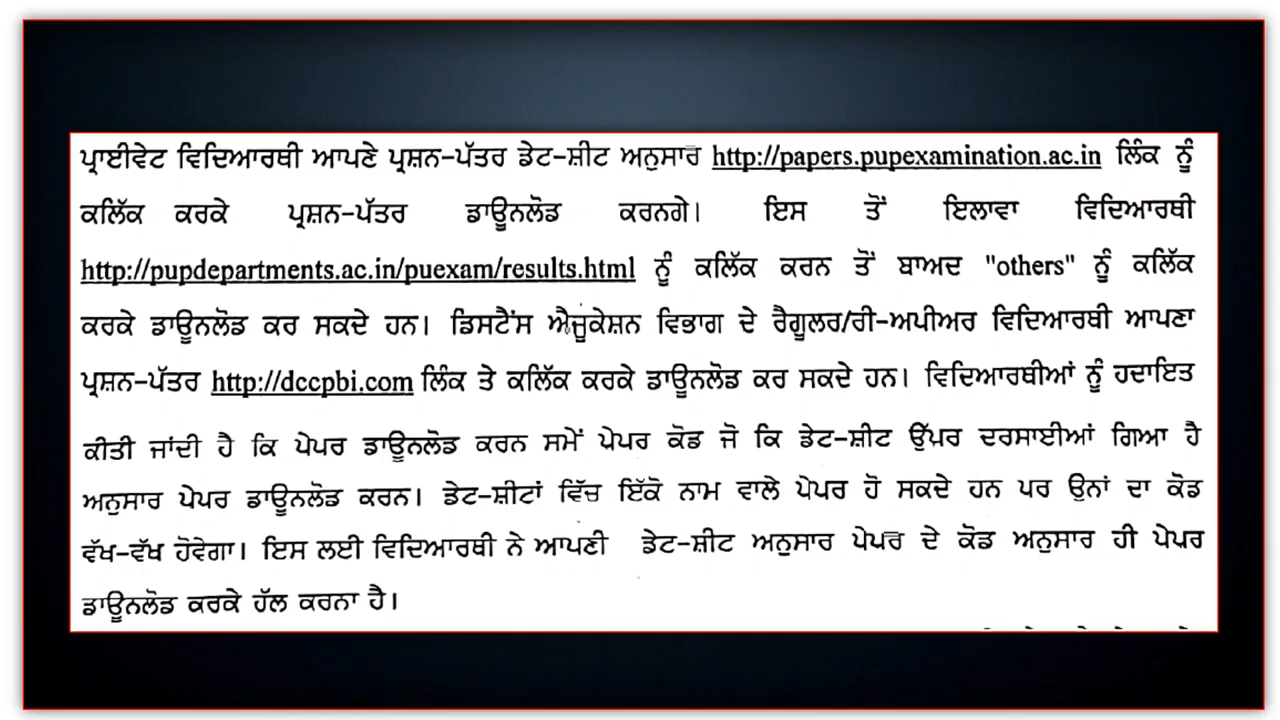 ਪ੍ਰਾਈਵੇਟ ਵਿਦਿਆਰਥੀ ਆਪਣੇ ਪ੍ਰਸ਼ਨ-ਪੱਤਰ ਡੇਟ-ਸ਼ੀਟ ਅਨੁਸਾਰ http://papers.pupexamination.ac.in ਲਿੰਕ ਨੂੰ
ਕਲਿੱਕ ਕਰਕੇ ਪ੍ਰਸ਼ਨ-ਪੱਤਰ ਡਾਊਨਲੋਡ ਕਰਨਗੇ। ਇਸ ਤੋਂ ਇਲਾਵਾ ਵਿਦਿਆਰਥੀ
http://pupdepartments.ac.in/puexam/results.html ਨੂੰ ਕਲਿੱਕ ਕਰਨ ਤੋਂ ਬਾਅਦ "others" ਨੂੰ ਕਲਿੱਕ
ਕਰਕੇ ਡਾਊਨਲੋਡ ਕਰ ਸਕਦੇ ਹਨ। ਡਿਸਟੈਂਸ ਐਜੂਕੇਸ਼ਨ ਵਿਭਾਗ ਦੇ ਰੈਗੂਲਰ/ਰੀ-ਅਪੀਅਰ ਵਿਦਿਆਰਥੀ ਆਪਣਾ
ਪ੍ਰਸ਼ਨ-ਪੱਤਰ http://dccpbi.com ਲਿੰਕ ਤੇ ਕਲਿੱਕ ਕਰਕੇ ਡਾਊਨਲੋਡ ਕਰ ਸਕਦੇ ਹਨ। ਵਿਦਿਆਰਥੀਆਂ ਨੂੰ ਹਦਾਇਤ
ਕੀਤੀ ਜਾਂਦੀ ਹੈ ਕਿ ਪੇਪਰ ਡਾਊਨਲੋਡ ਕਰਨ ਸਮੇਂ ਪੇਪਰ ਕੋਡ ਜੋ ਕਿ ਡੇਟ-ਸ਼ੀਟ ਉੱਪਰ ਦਰਸਾਈਆਂ ਗਿਆ ਹੈ
ਅਨੁਸਾਰ ਪੇਪਰ ਡਾਊਨਲੋਡ ਕਰਨ। ਡੇਟ-ਸ਼ੀਟਾਂ ਵਿੱਚ ਇੱਕੋ ਨਾਮ ਵਾਲੇ ਪੇਪਰ ਹੋ ਸਕਦੇ ਹਨ ਪਰ ਉਨਾਂ ਦਾ ਕੋਡ
ਵੱਖ-ਵੱਖ ਹੋਵੇਗਾ। ਇਸ ਲਈ ਵਿਦਿਆਰਥੀ ਨੇ ਆਪਣੀ ਡੇਟ-ਸ਼ੀਟ ਅਨੁਸਾਰ ਪੇਪਰ ਦੇ ਕੋਡ ਅਨੁਸਾਰ ਹੀ ਪੇਪਰ
ਡਾਊਨਲੋਡ ਕਰਕੇ ਹੱਲ ਕਰਨਾ ਹੈ।